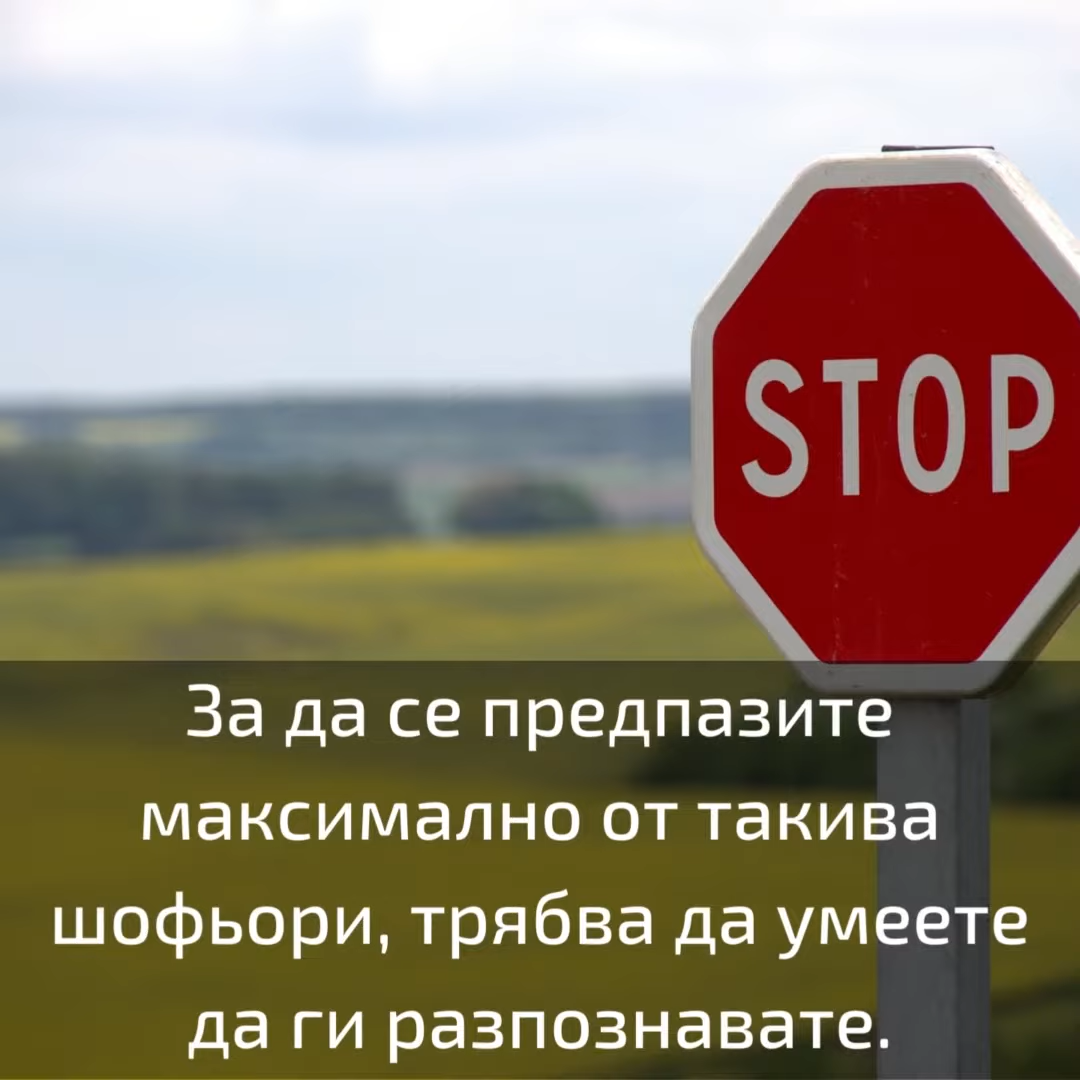 STOP
За да се предпазите
максимално от такива
шофьори, трябва да умеете
да ги разпознавате.